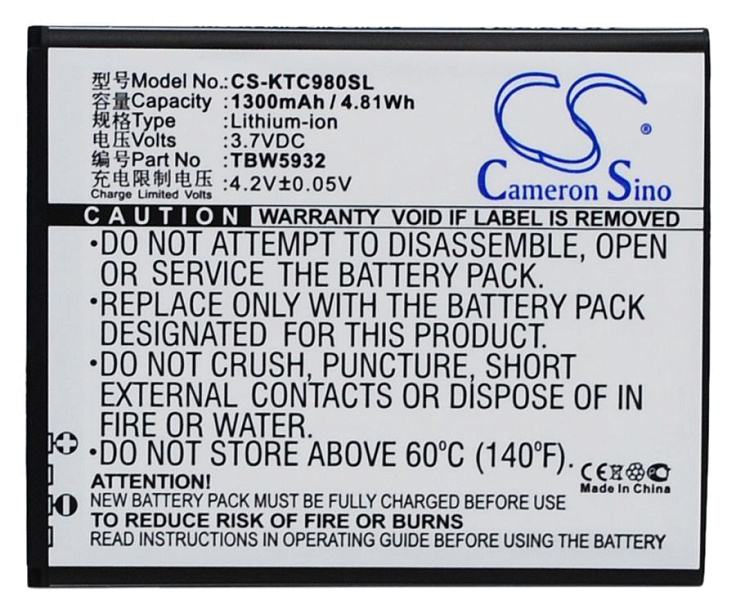 型号Model No.:CS-KTC980SL
容量Capacity :1300mAh / 4.81Wh
规格Type :Lithium-ion
电压Volts :3.7VDC
编号Part No :TBW5932
充电限制电压 :4.2V±0.05V
Charge Limited Volts
CS ®
Cameron Sino
CAUTION WARRANTY VOID IF LABEL IS REMOVED
•DO NOT ATTEMPT TO DISASSEMBLE, OPEN
OR SERVICE THE BATTERY PACK.
•REPLACE ONLY WITH THE BATTERY PACK
DESIGNATED FOR THIS PRODUCT.
•DO NOT CRUSH, PUNCTURE, SHORT
EXTERNAL CONTACTS OR DISPOSE OF IN
FIRE OR WATER.
•DO NOT STORE ABOVE 60°C (140°F).
CE
Made In China
ATTENTION!
NEW BATTERY PACK MUST BE FULLY CHARGED BEFORE USE
TO REDUCE RISK OF FIRE OR BURNS
READ INSTRUCTIONS IN OPERATING GUIDE BEFORE USING THE BATTERY